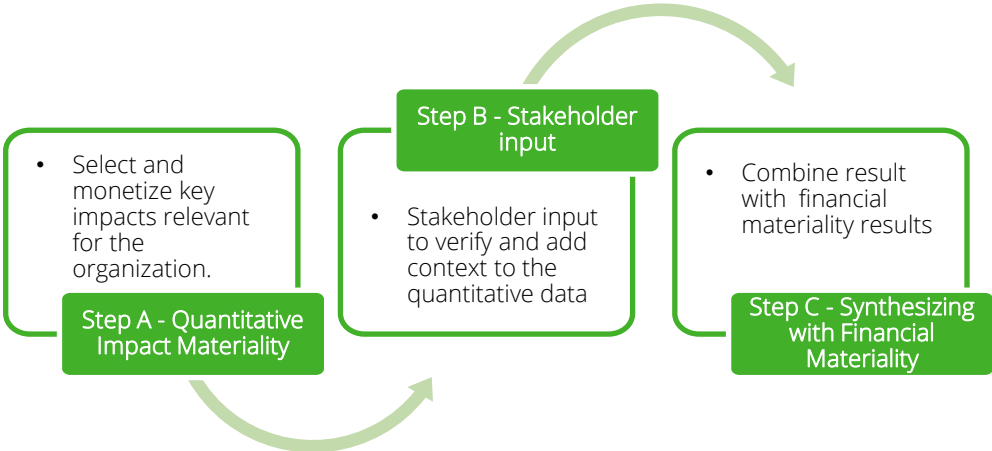 • Select and
monetize key
impacts relevant
for the
organization.
Step A - Quantitative
Impact Materiality
Step B - Stakeholder
input
• Stakeholder input
to verify and add
context to the
quantitative data
• Combine result
with financial
materiality results
Step C - Synthesizing
with Financial
Materiality